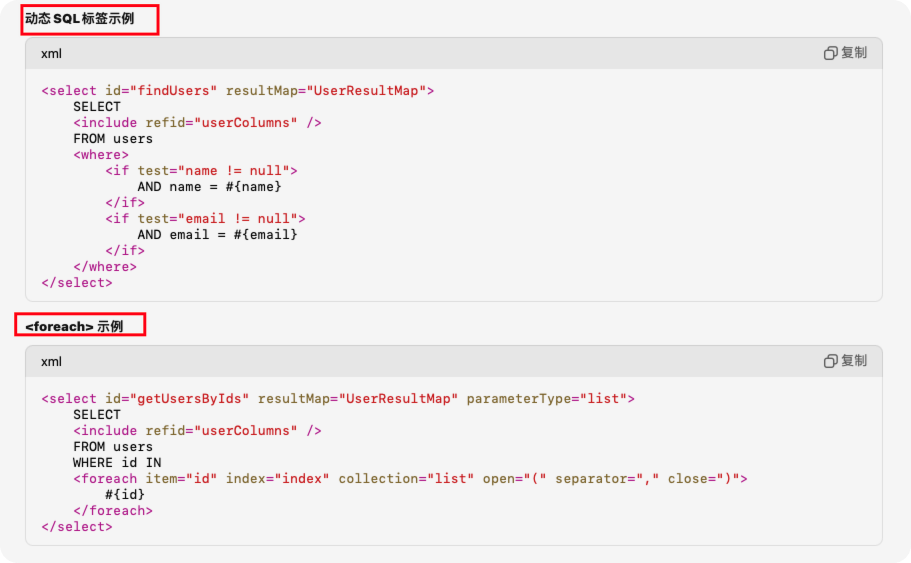 动态 SQL 标签示例
xml
复制
<select id="findUsers" resultMap="UserResultMap">
    SELECT
    <include refid="userColumns" />
    FROM users
    <where>
        <if test="name != null">
            AND name = #{name}
        </if>
        <if test="email != null">
            AND email = #{email}
        </if>
    </where>
</select>
<foreach> 示例
xml
复制
<select id="getUsersByIds" resultMap="UserResultMap" parameterType="list">
    SELECT
    <include refid="userColumns" />
    FROM users
    WHERE id IN
    <foreach item="id" index="index" collection="list" open="(" separator="," close=")">
        #{id}
    </foreach>
</select>